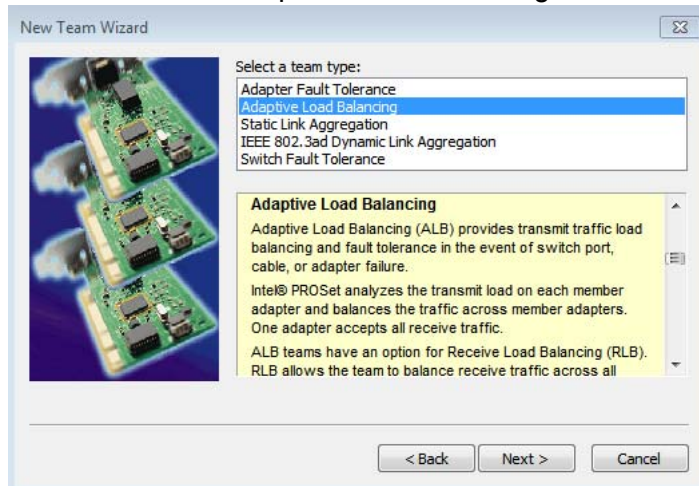 New Team Wizard
Select a team type:
Adapter Fault Tolerance
Adaptive Load Balancing
Static Link Aggregation
IEEE 802.3ad Dynamic Link Aggregation
Switch Fault Tolerance
Adaptive Load Balancing
Adaptive Load Balancing (ALB) provides transmit traffic load
balancing and fault tolerance in the event of switch port,
cable, or adapter failure.
Intel® PROSet analyzes the transmit load on each member
adapter and balances the traffic across member adapters.
One adapter accepts all receive traffic.
ALB teams have an option for Receive Load Balancing (RLB).
RLB allows the team to balance receive traffic across all
< Back
Next >
Cancel